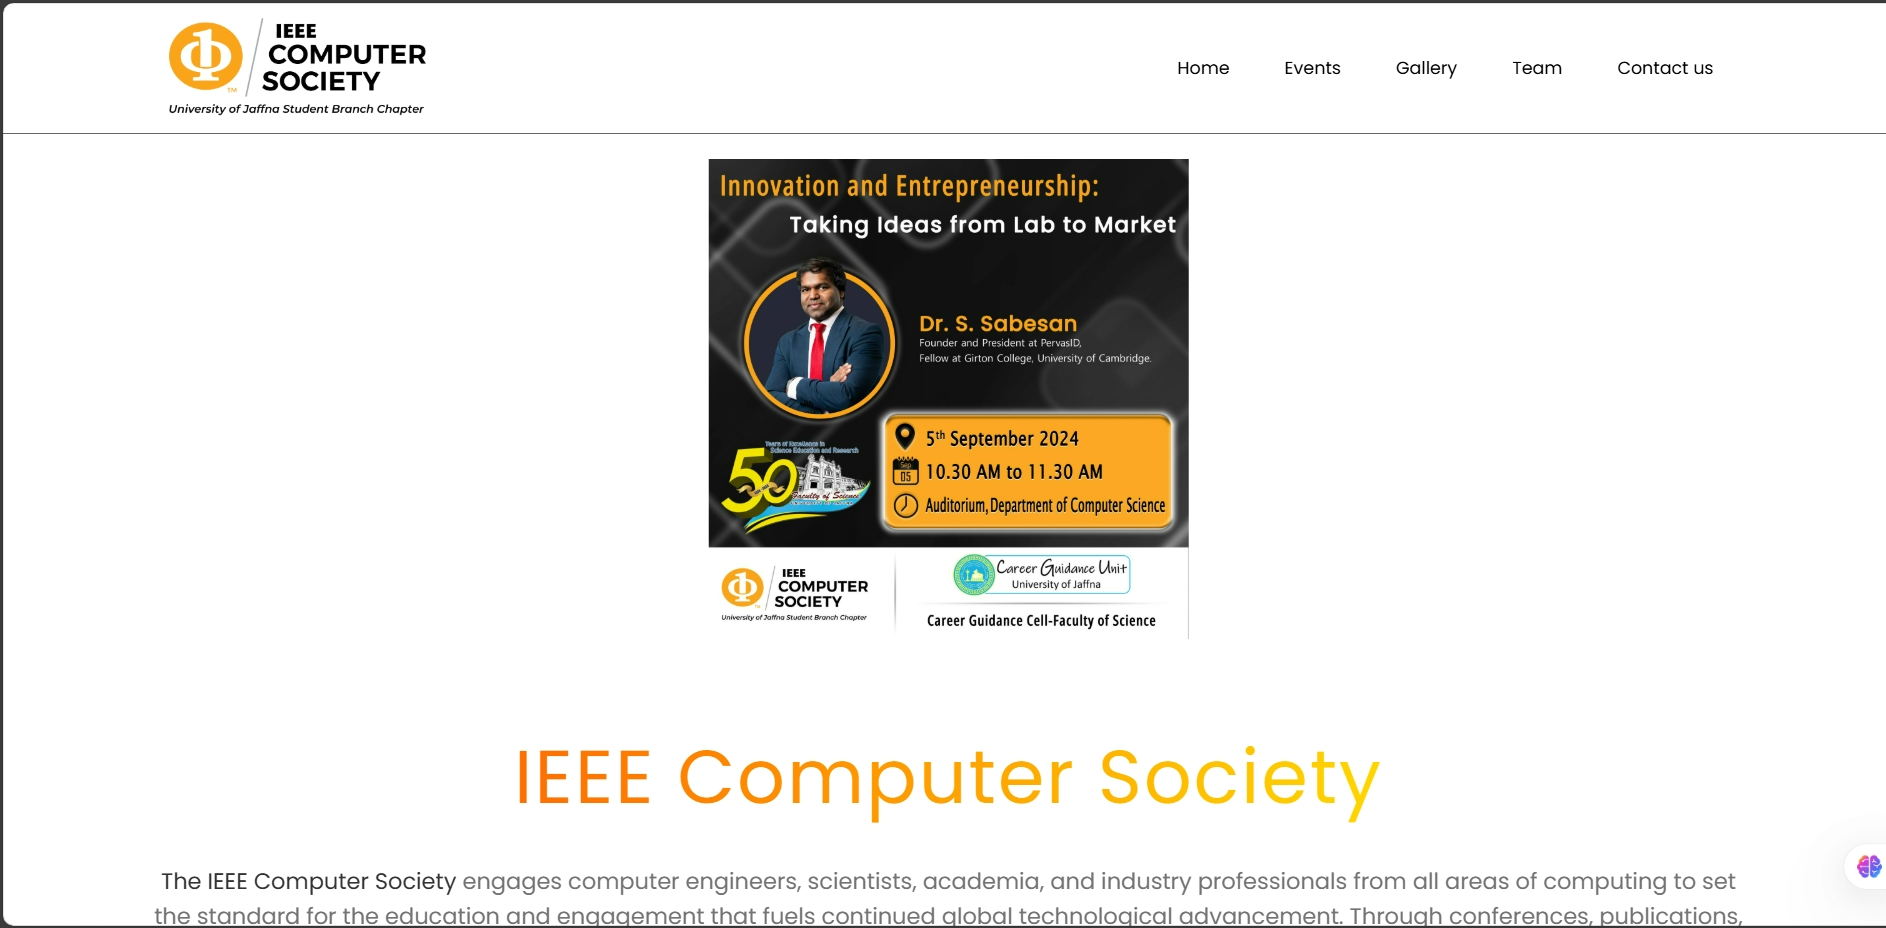 IEEE
COMPUTER
SOCIETY
TM
University of Jaffna Student Branch Chapter
Home
Events
Gallery
Team
Contact us
Innovation and Entrepreneurship:
Taking Ideas from Lab to Market
Dr. S. Sabesan
Founder and President at PervasID,
Fellow at Girton College, University of Cambridge.
5th September 2024
10.30 AM to 11.30 AM
Sep
05
Auditorium, Department of Computer Science
Years of Excellence in
Science Education and Research
50
Faculty of Science
IEEE
COMPUTER
SOCIETY
University of Jaffna Student Branch Chapter
Career Guidance Unit
University of Jaffna
Career Guidance Cell-Faculty of Science
IEEE Computer Society
The IEEE Computer Society engages computer engineers, scientists, academia, and industry professionals from all areas of computing to set
the standard for the education and engagement that fuels continued global technological advancement. Through conferences, publications,